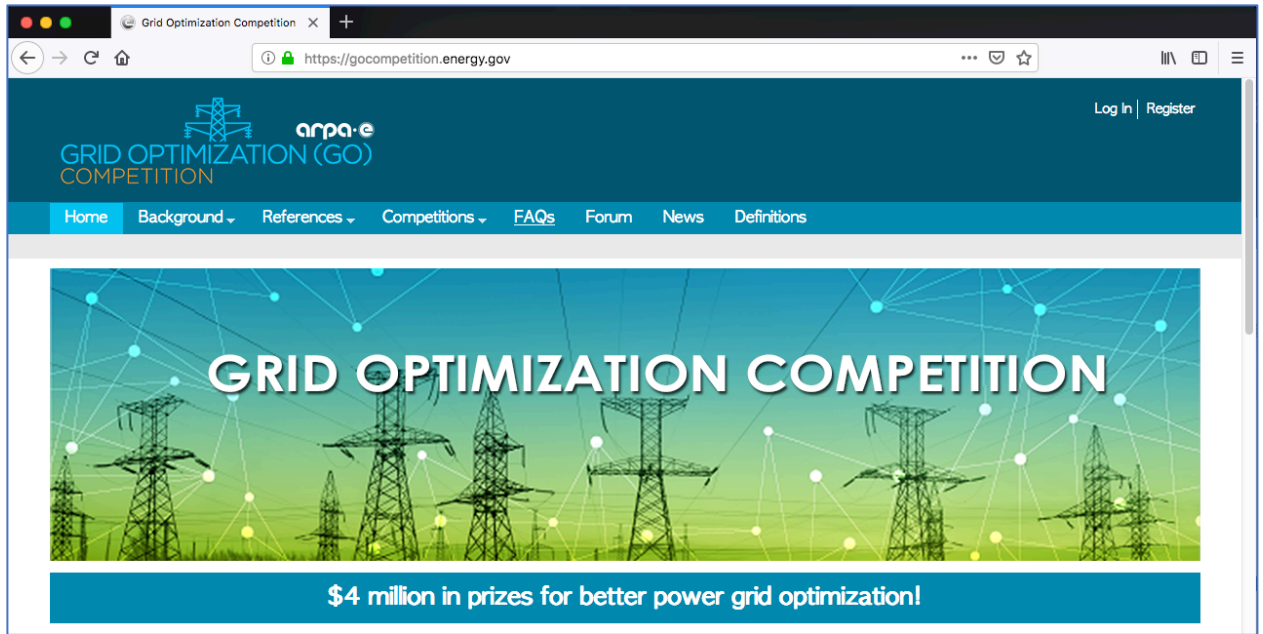 Grid Optimization Competition
https://gocompetition.energy.gov
Log In | Register
arpa·e
GRID OPTIMIZATION (GO)
COMPETITION
Home Background References Competitions FAQs Forum News Definitions
GRID OPTIMIZATION COMPETITION
$4 million in prizes for better power grid optimization!